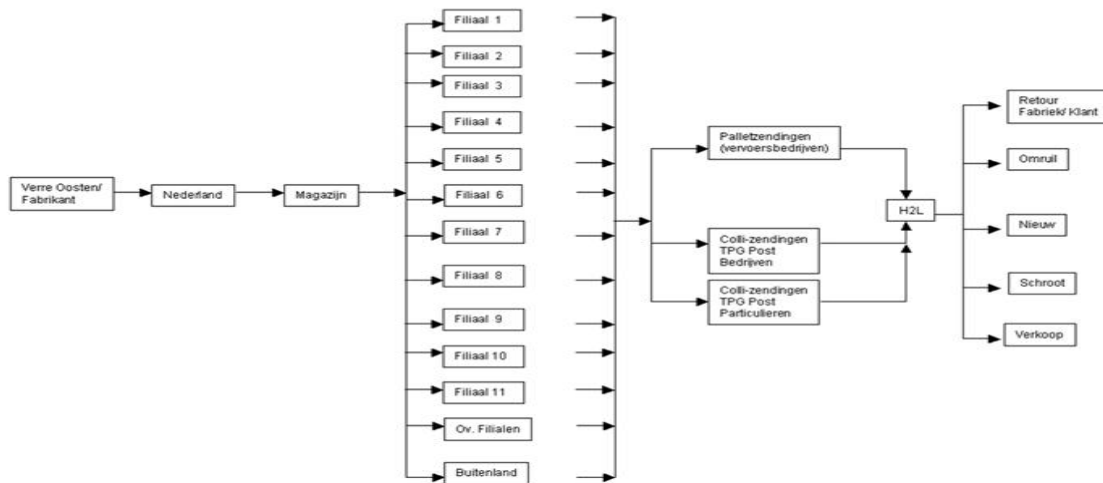 Verre Oosten/
Fabrikant
Nederland
Magazijn
Filiaal 1
Filiaal 2
Filiaal 3
Filiaal 4
Filiaal 5
Filiaal 6
Filiaal 7
Filiaal 8
Filiaal 9
Filiaal 10
Filiaal 11
Ov. Filialen
Buitenland
Palletzendingen
(vervoersbedrijven)
Colli-zendingen
TPG Post
Bedrijven
Colli-zendingen
TPG Post
Particulieren
H2L
Retour
Fabriek/ Klant
Omruil
Nieuw
Schroot
Verkoop